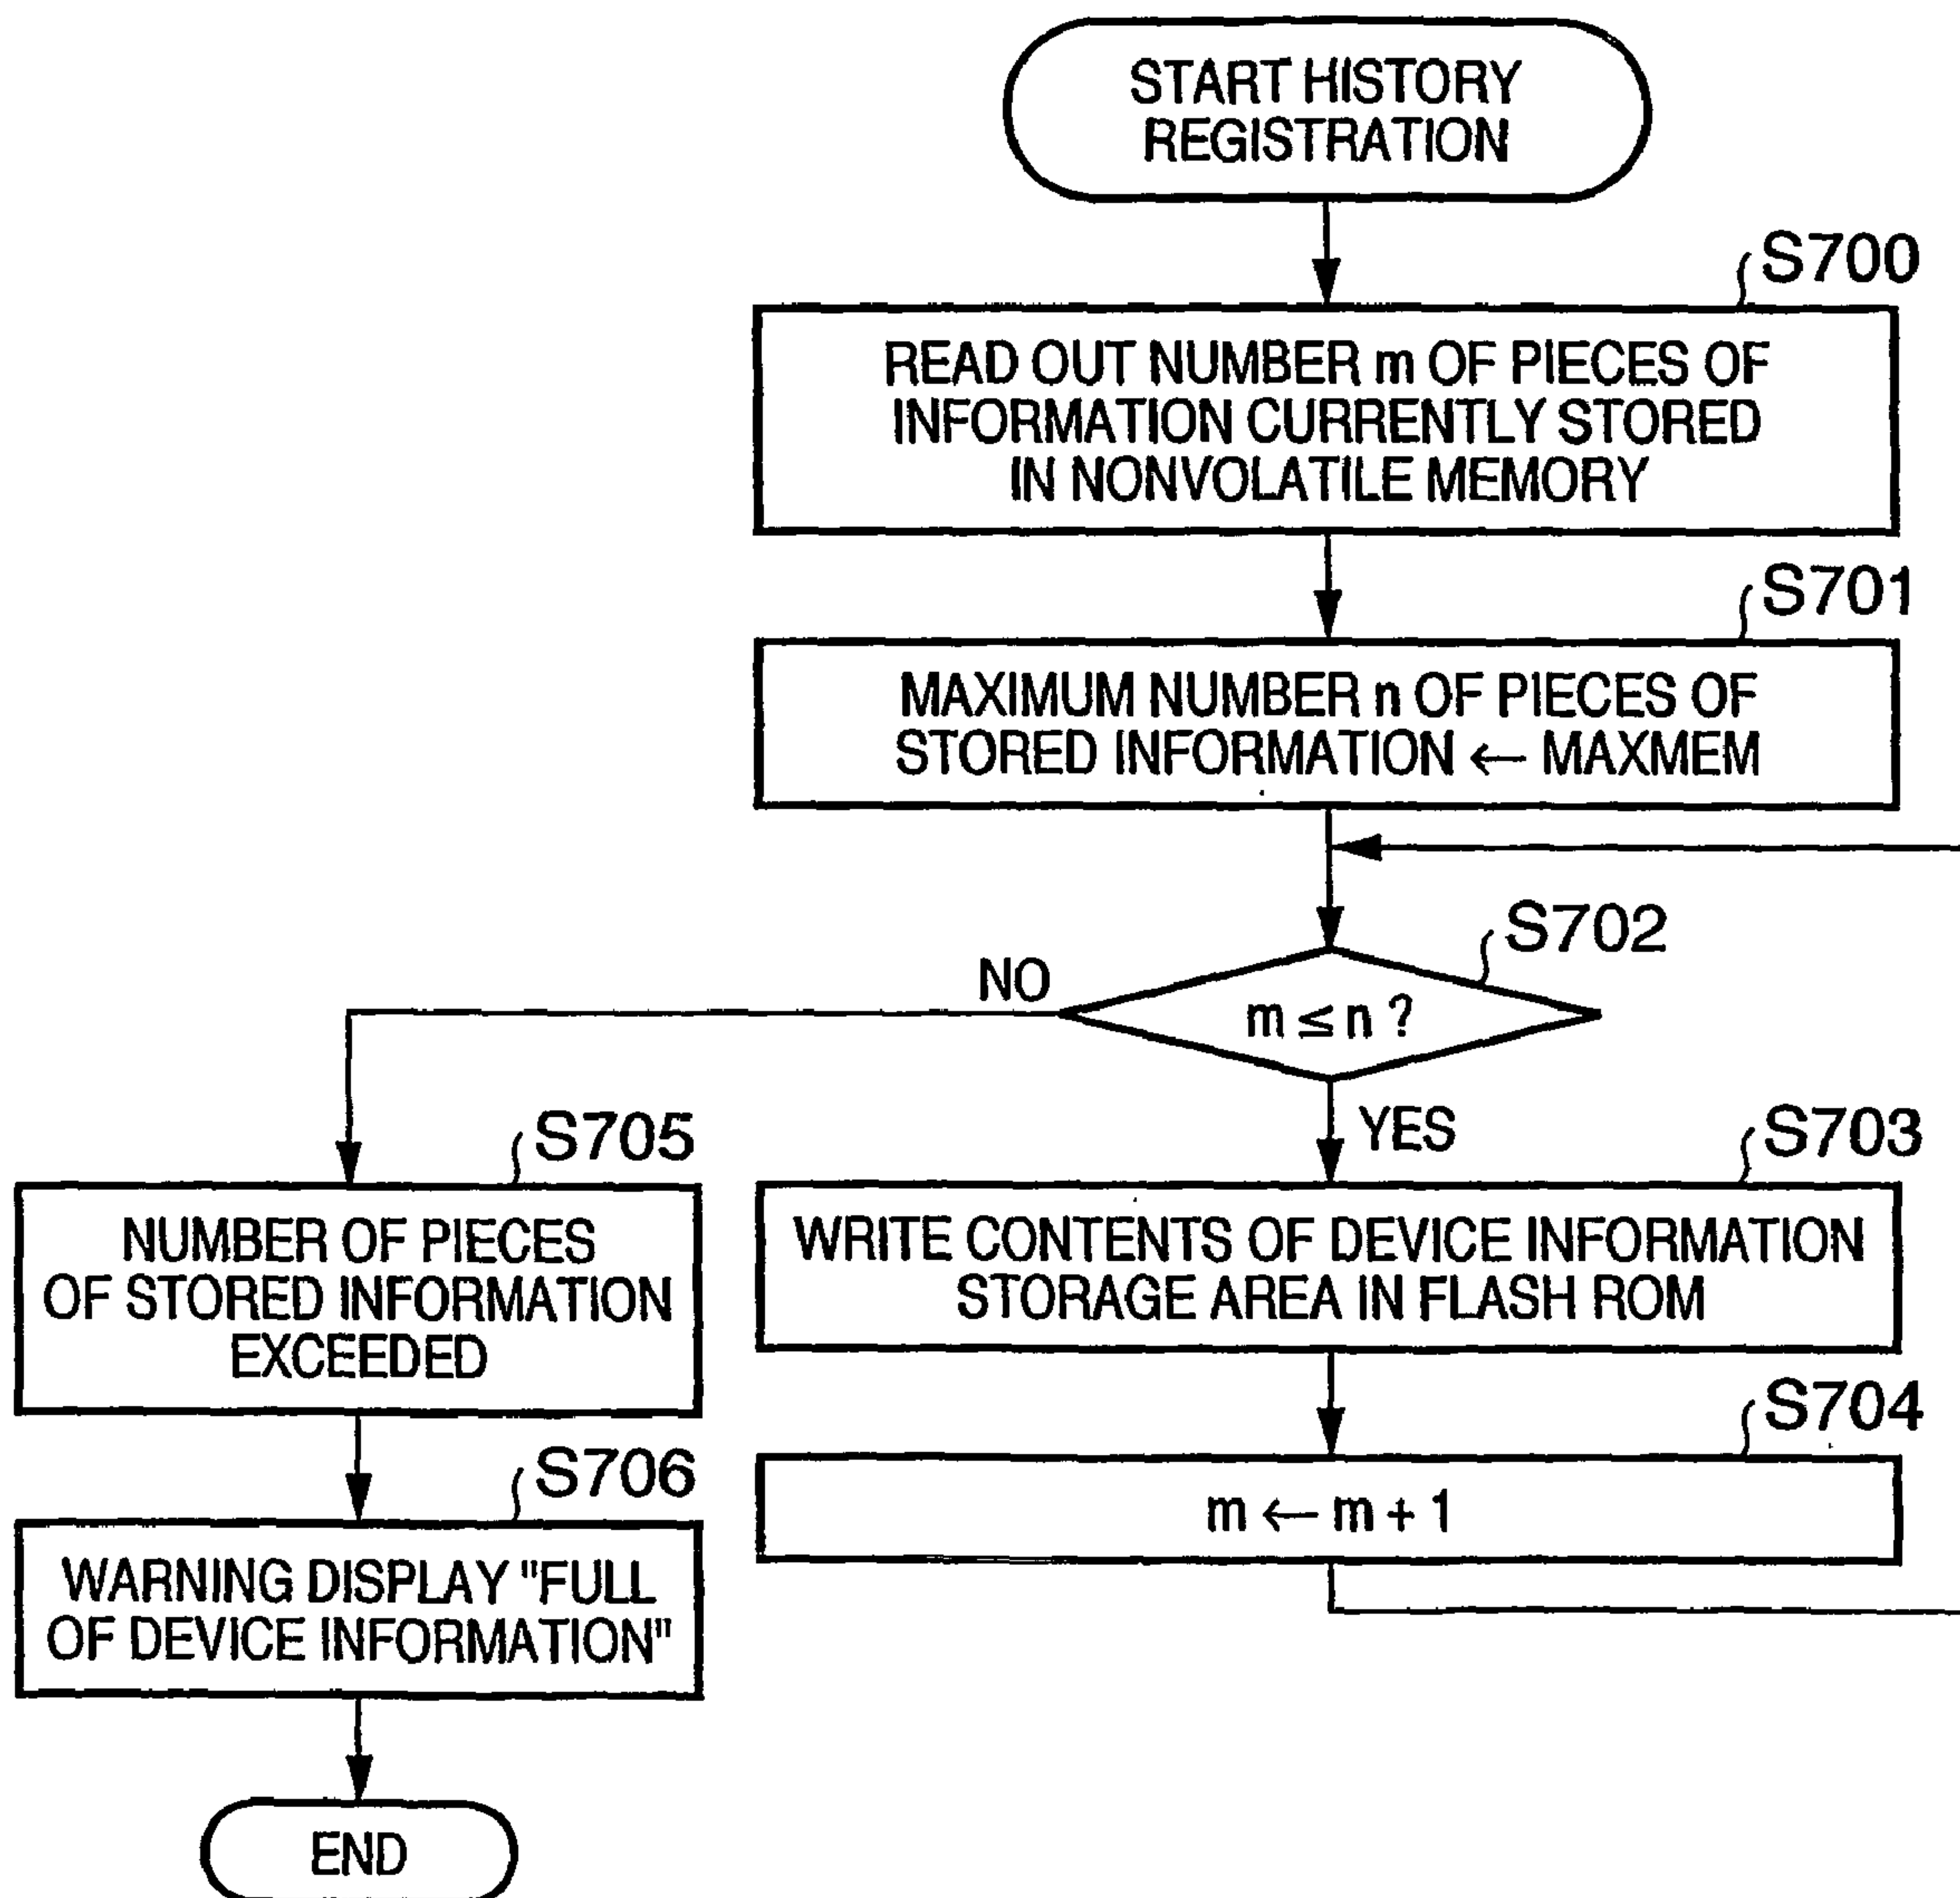 START HISTORY
REGISTRATION
S700
READ OUT NUMBER m OF PIECES OF
INFORMATION CURRENTLY STORED
IN NONVOLATILE MEMORY
S701
MAXIMUM NUMBER n OF PIECES OF
STORED INFORMATION ← MAXMEM
S702
NO
m ≤ n ?
YES
S705
NUMBER OF PIECES
OF STORED INFORMATION
EXCEEDED
S703
WRITE CONTENTS OF DEVICE INFORMATION
STORAGE AREA IN FLASH ROM
S704
m ← m + 1
S706
WARNING DISPLAY "FULL
OF DEVICE INFORMATION"
END